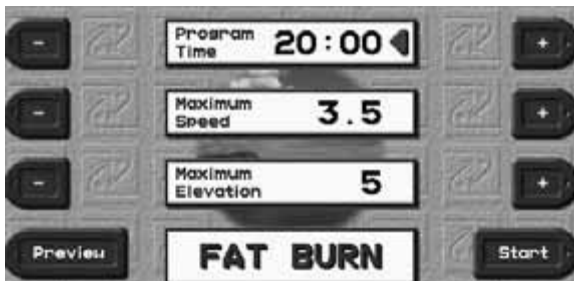 - Program Time 20:00 +
- Maximum Speed 3.5 +
- Maximum Elevation 5 +
Preview FAT BURN Start